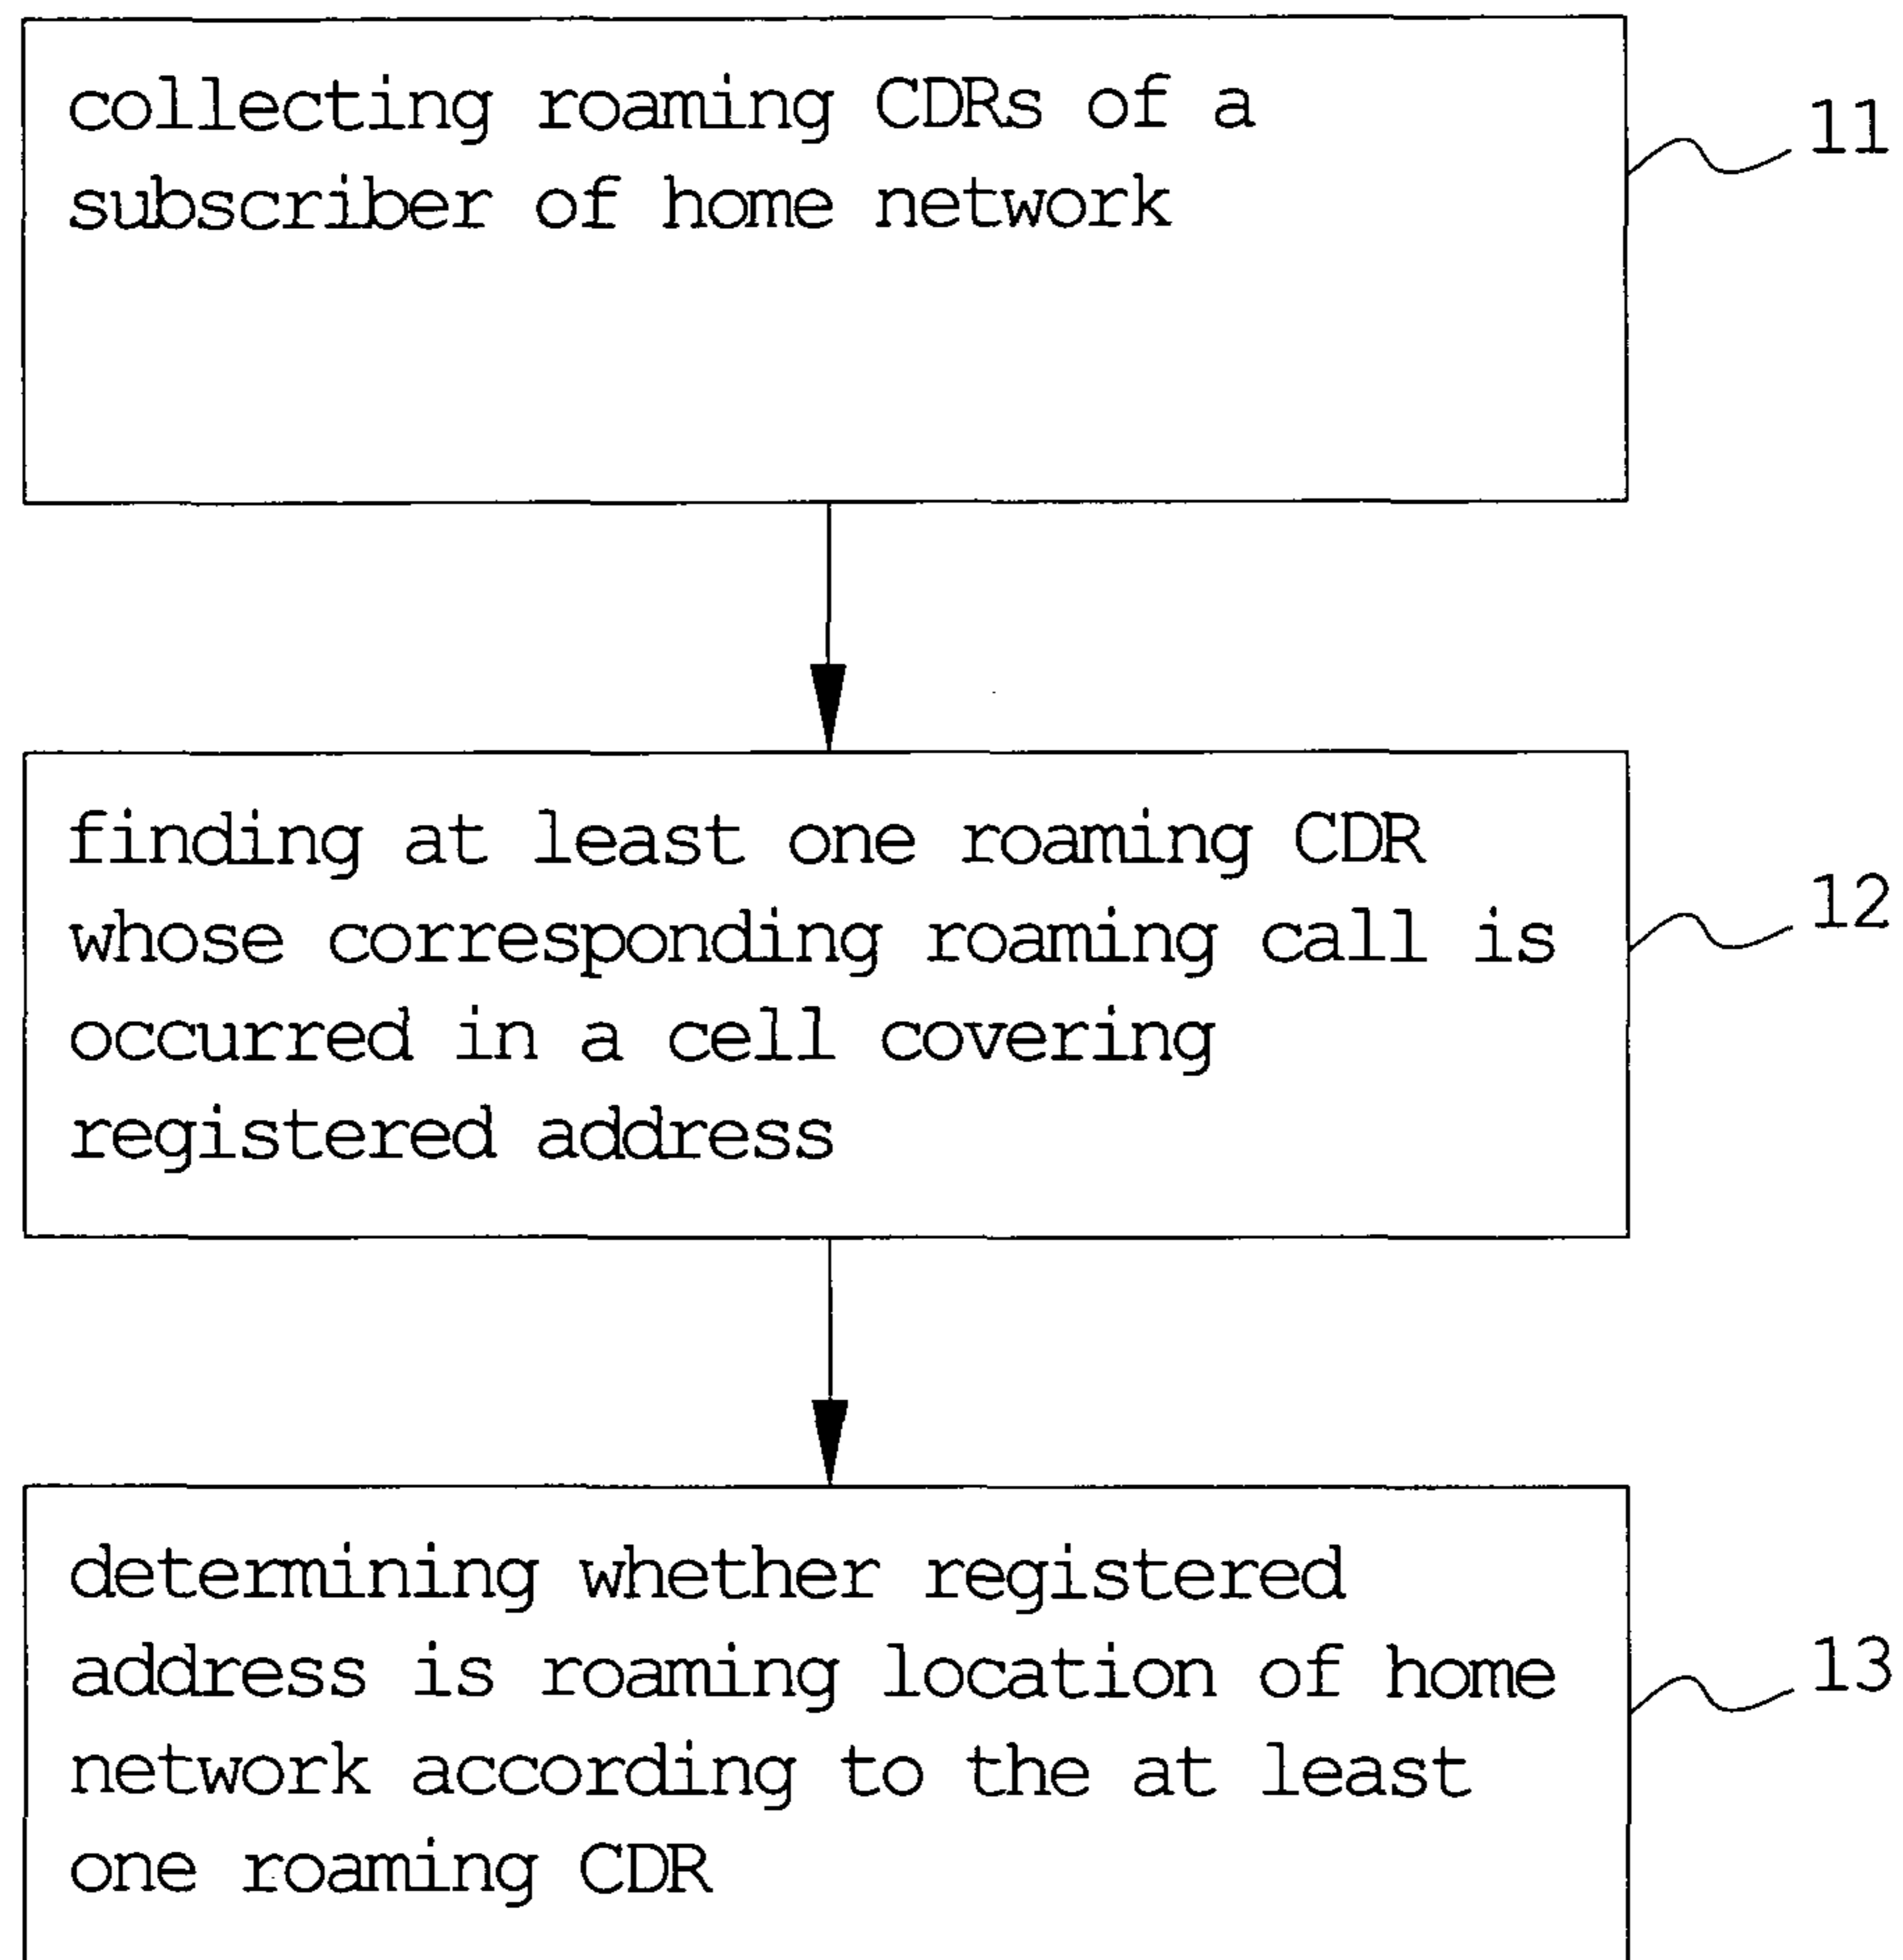 collecting roaming CDRs of a
subscriber of home network
11
finding at least one roaming CDR
whose corresponding roaming call is
occurred in a cell covering
registered address
12
determining whether registered
address is roaming location of home
network according to the at least
one roaming CDR
13